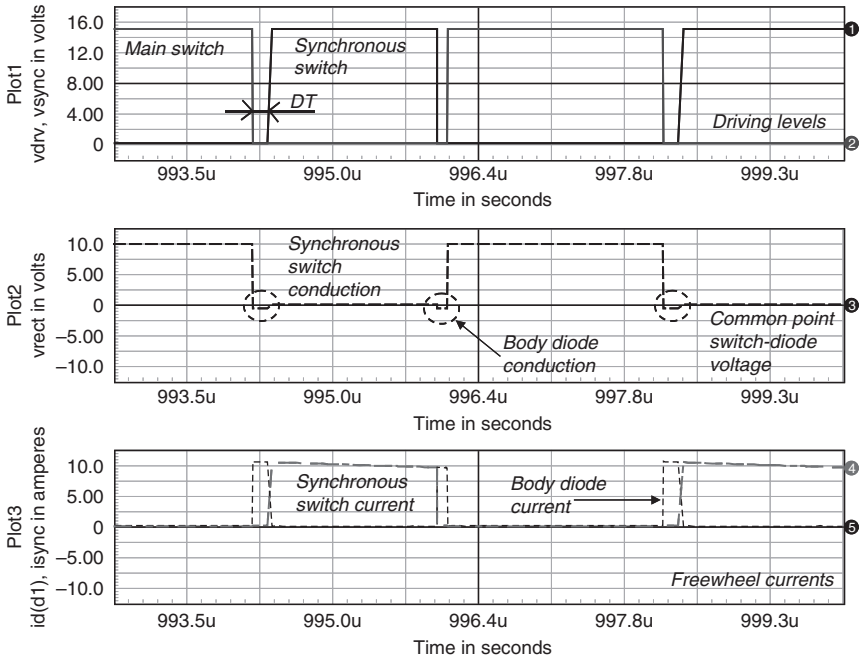 Plot1
vdrv, vsync in volts
16.0
12.0
8.00
4.00
0
Main switch
Synchronous
switch
DT
Driving levels
1
2
993.5u
995.0u
996.4u
997.8u
999.3u
Time in seconds
Plot2
vrect in volts
10.0
5.00
0
−5.00
−10.0
Synchronous
switch
conduction
Body diode
conduction
Common point
switch-diode
voltage
3
993.5u
995.0u
996.4u
997.8u
999.3u
Time in seconds
Plot3
id(d1), isync in amperes
10.0
5.00
0
−5.00
−10.0
Synchronous
switch current
Body diode
current
Freewheel currents
4
5
993.5u
995.0u
996.4u
997.8u
999.3u
Time in seconds